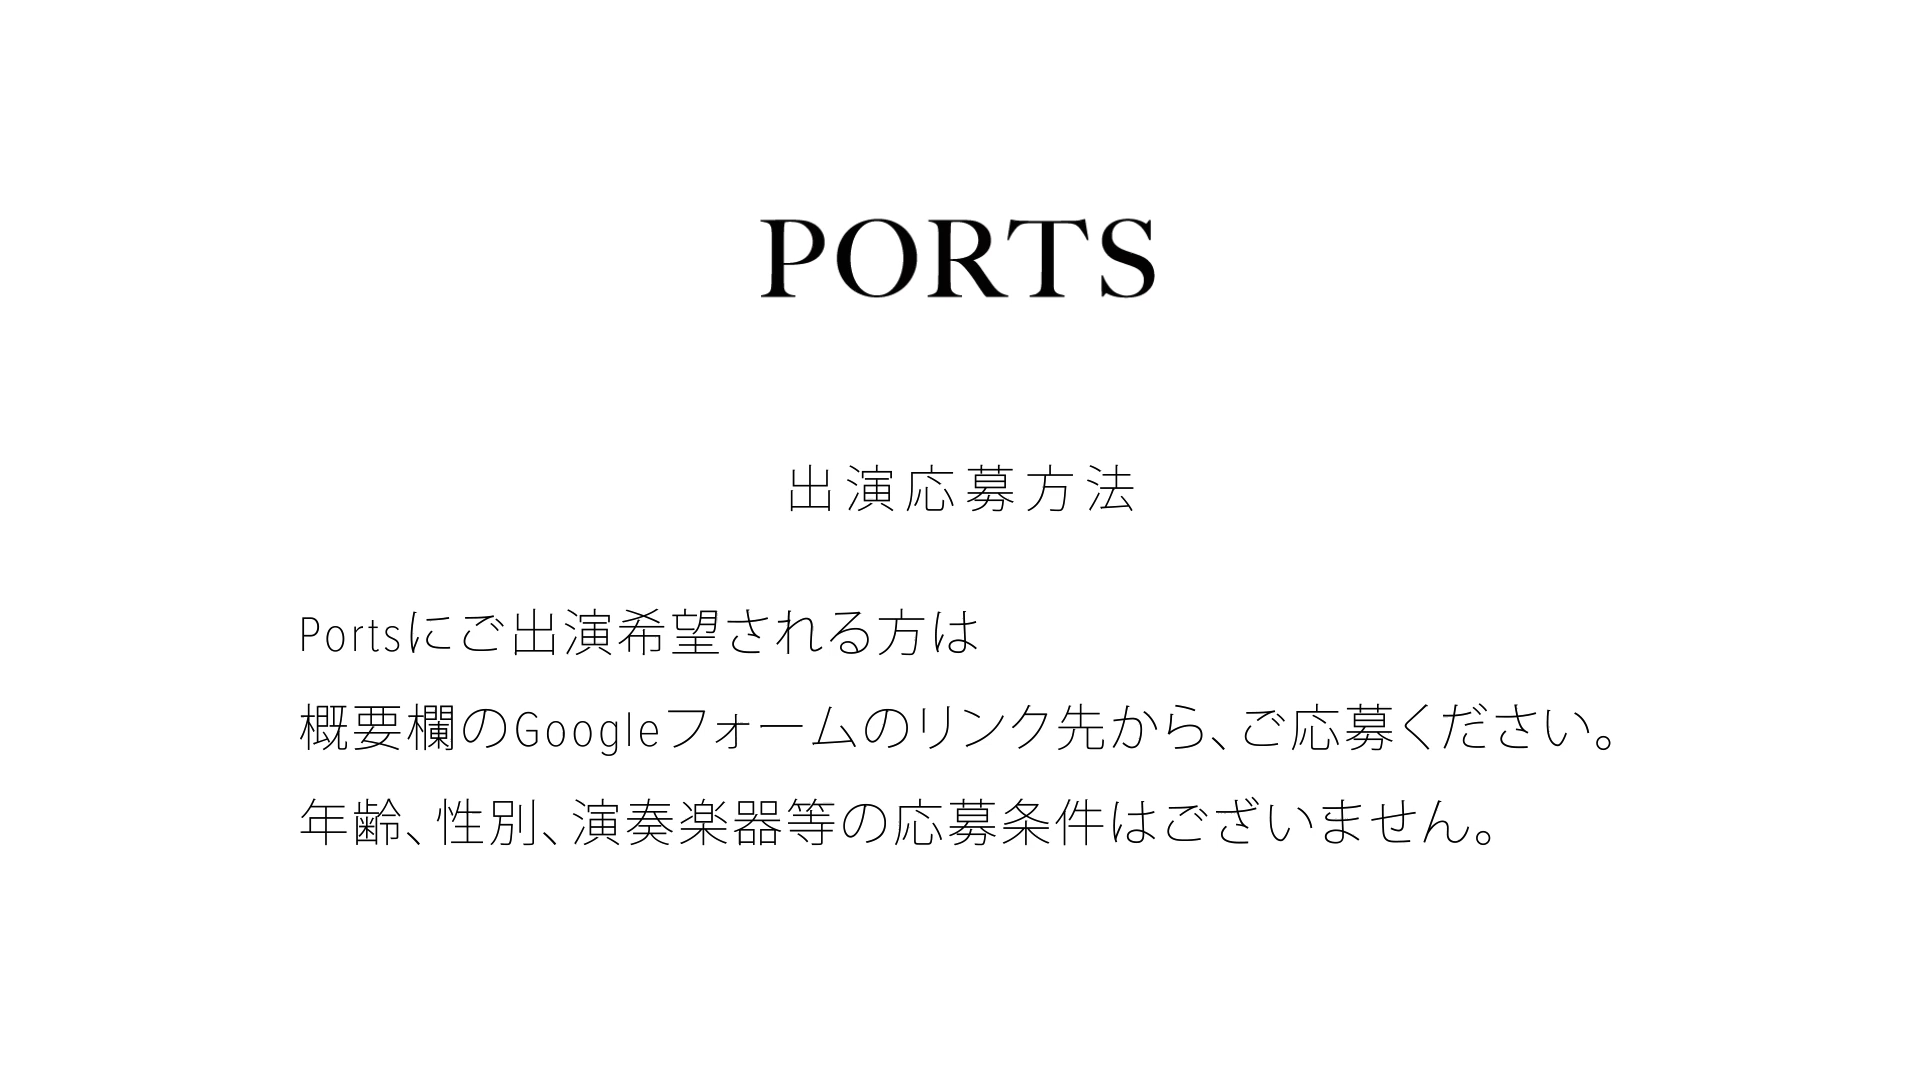 PORTS
出演応募方法
Portsにご出演希望される方は
概要欄のGoogleフォームのリンク先から、ご応募ください。
年齢、性別、演奏楽器等の応募条件はございません。